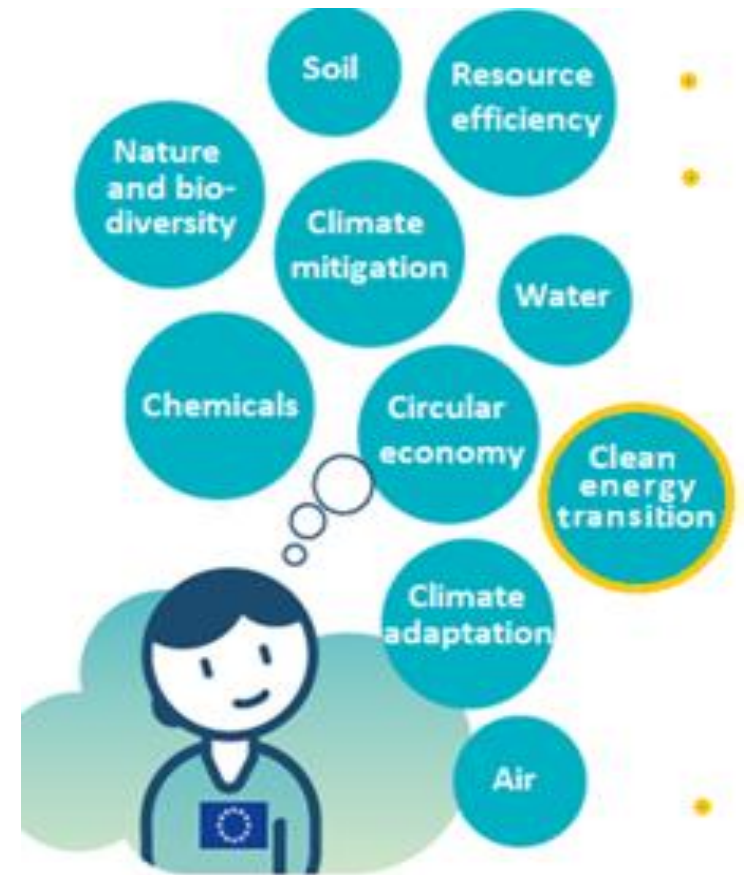 Soil
Resource
efficiency
Nature
and bio-
diversity
Climate
mitigation
Water
Chemicals
Circular
economy
Clean
energy
transition
Climate
adaptation
Air